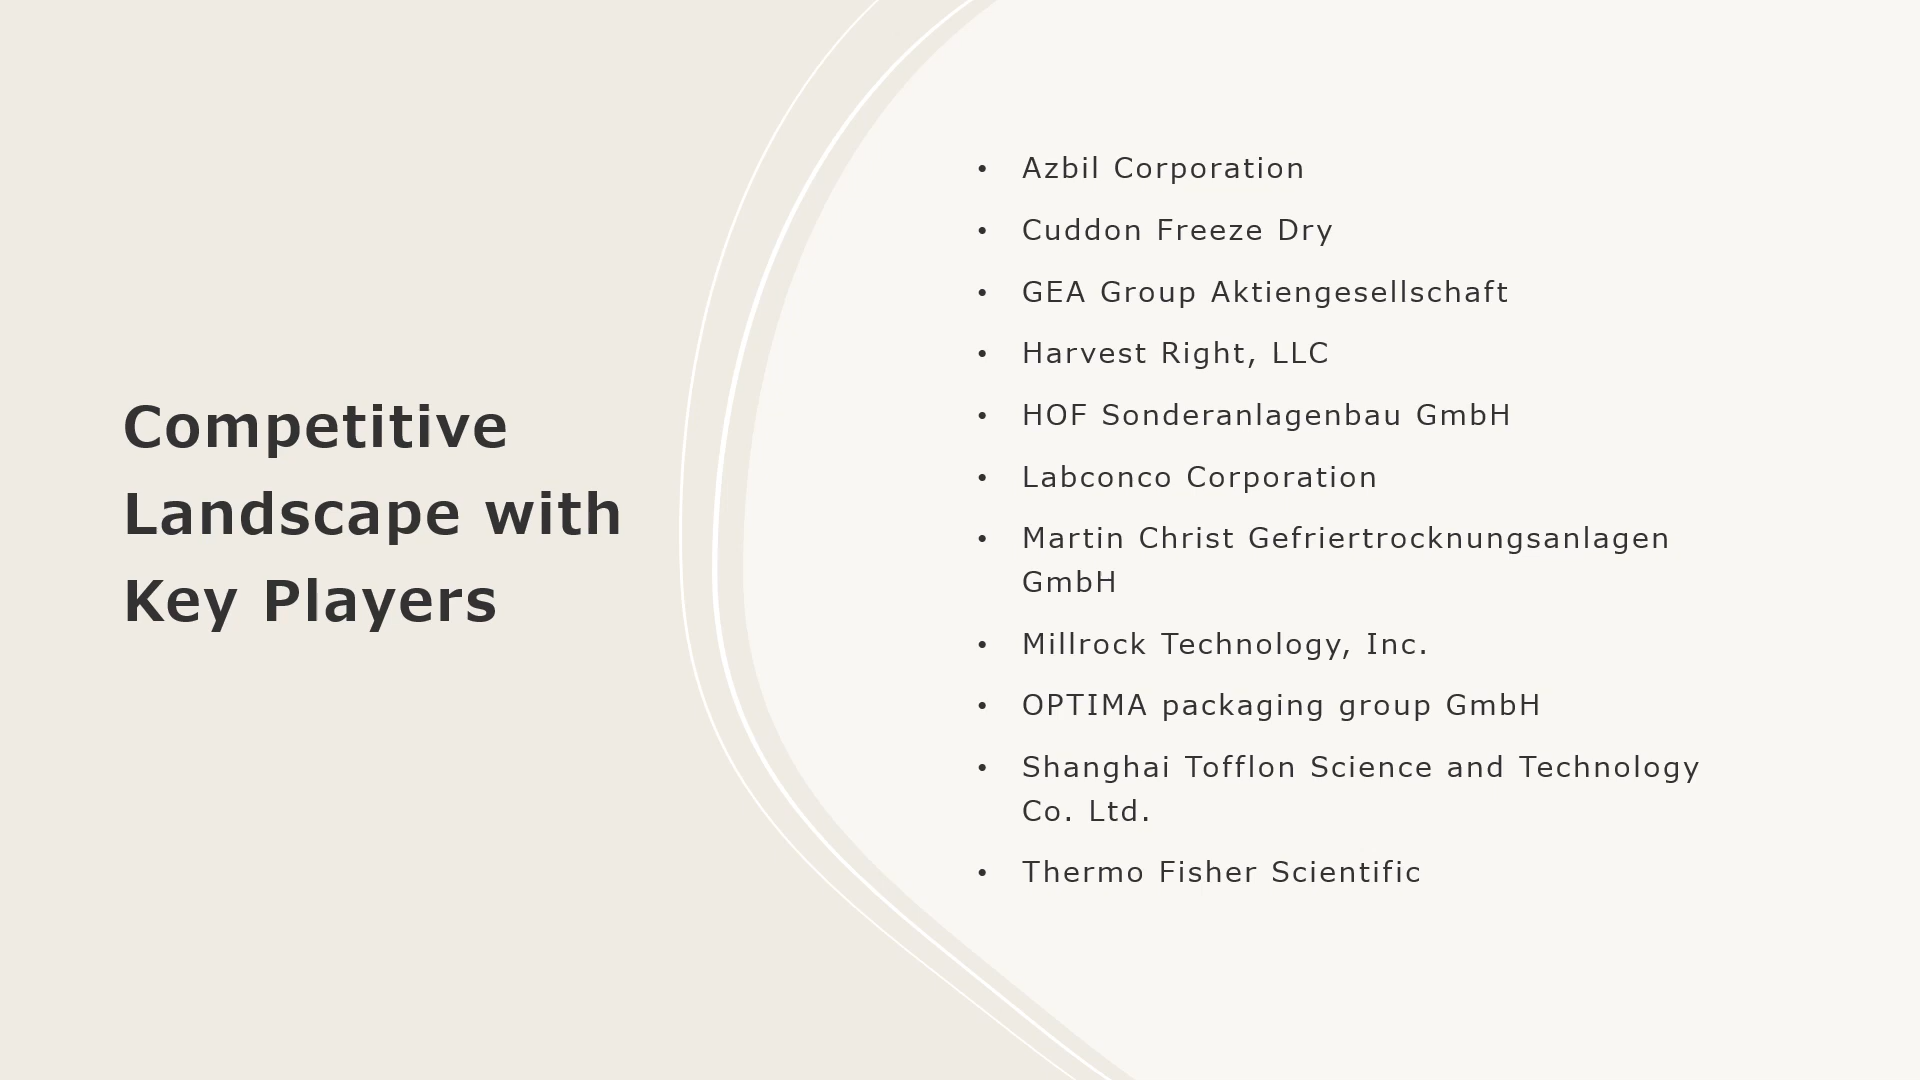 Competitive
Landscape with
Key Players
• Azbil Corporation
• Cuddon Freeze Dry
• GEA Group Aktiengesellschaft
• Harvest Right, LLC
• HOF Sonderanlagenbau GmbH
• Labconco Corporation
• Martin Christ Gefriertrocknungsanlagen
GmbH
• Millrock Technology, Inc.
• OPTIMA packaging group GmbH
• Shanghai Tofflon Science and Technology
Co. Ltd.
• Thermo Fisher Scientific